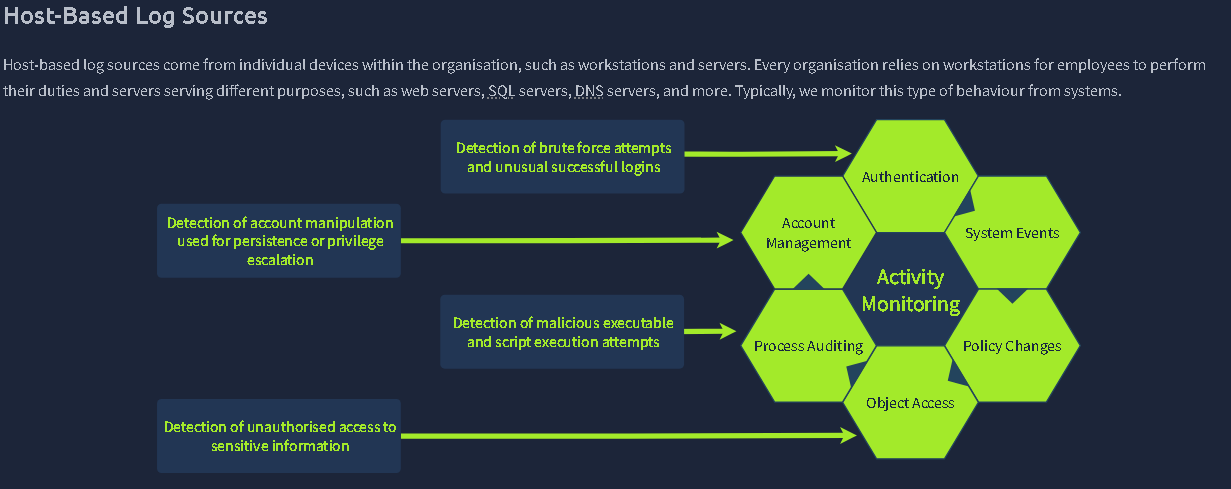 Host-Based Log Sources
Host-based log sources come from individual devices within the organisation, such as workstations and servers. Every organisation relies on workstations for employees to perform
their duties and servers serving different purposes, such as web servers, SQL servers, DNS servers, and more. Typically, we monitor this type of behaviour from systems.
Detection of brute force attempts
and unusual successful logins
Authentication
Detection of account manipulation
used for persistence or privilege
escalation
Account
Management
System Events
Activity
Monitoring
Detection of malicious executable
and script execution attempts
Process Auditing
Policy Changes
Object Access
Detection of unauthorised access to
sensitive information